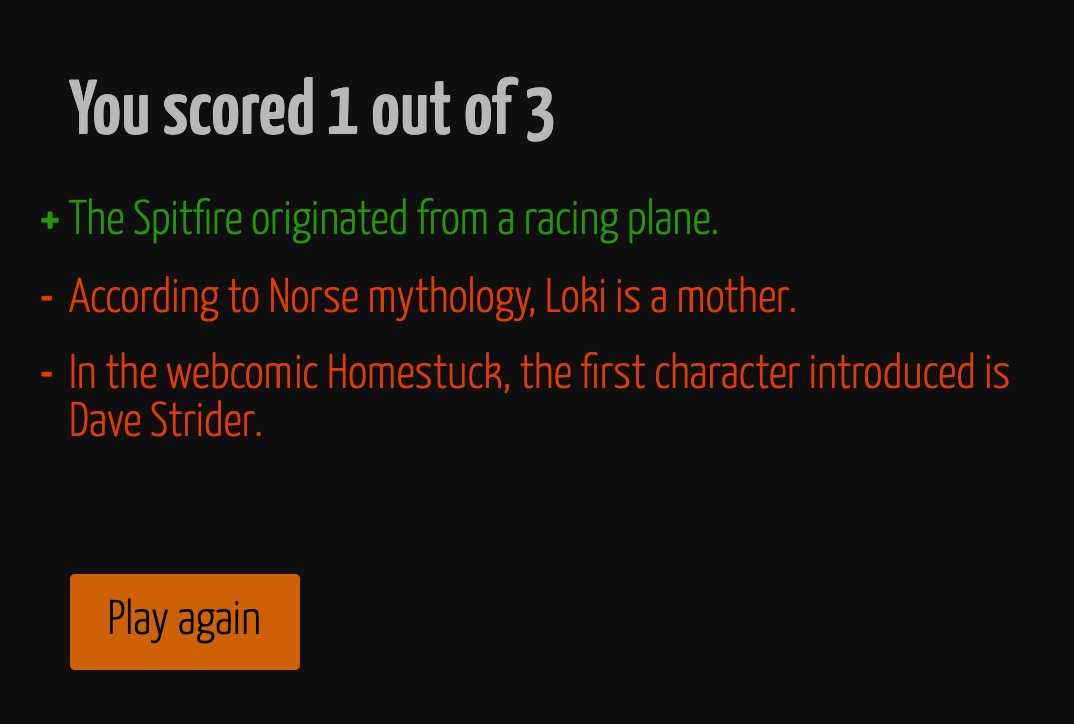 You scored 1 out of 3
+ The Spitfire originated from a racing plane.
- According to Norse mythology, Loki is a mother.
- In the webcomic Homestuck, the first character introduced is
Dave Strider.
Play again